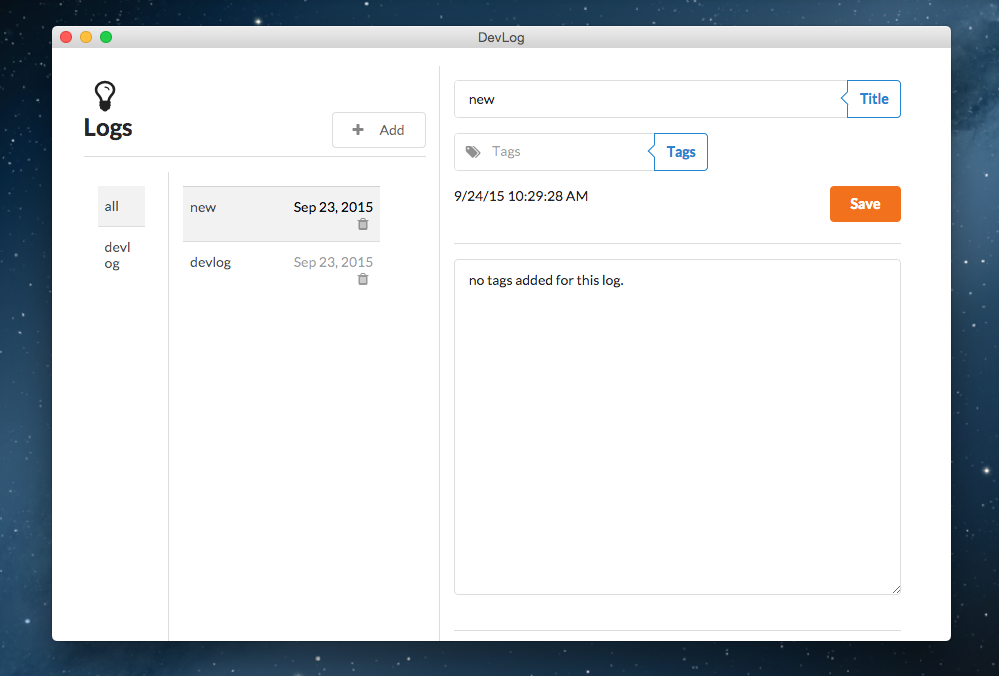 DevLog
Logs
Add
all
devl
og
new Sep 23, 2015
devlog Sep 23, 2015
new Title
Tags Tags
9/24/15 10:29:28 AM
Save
no tags added for this log.